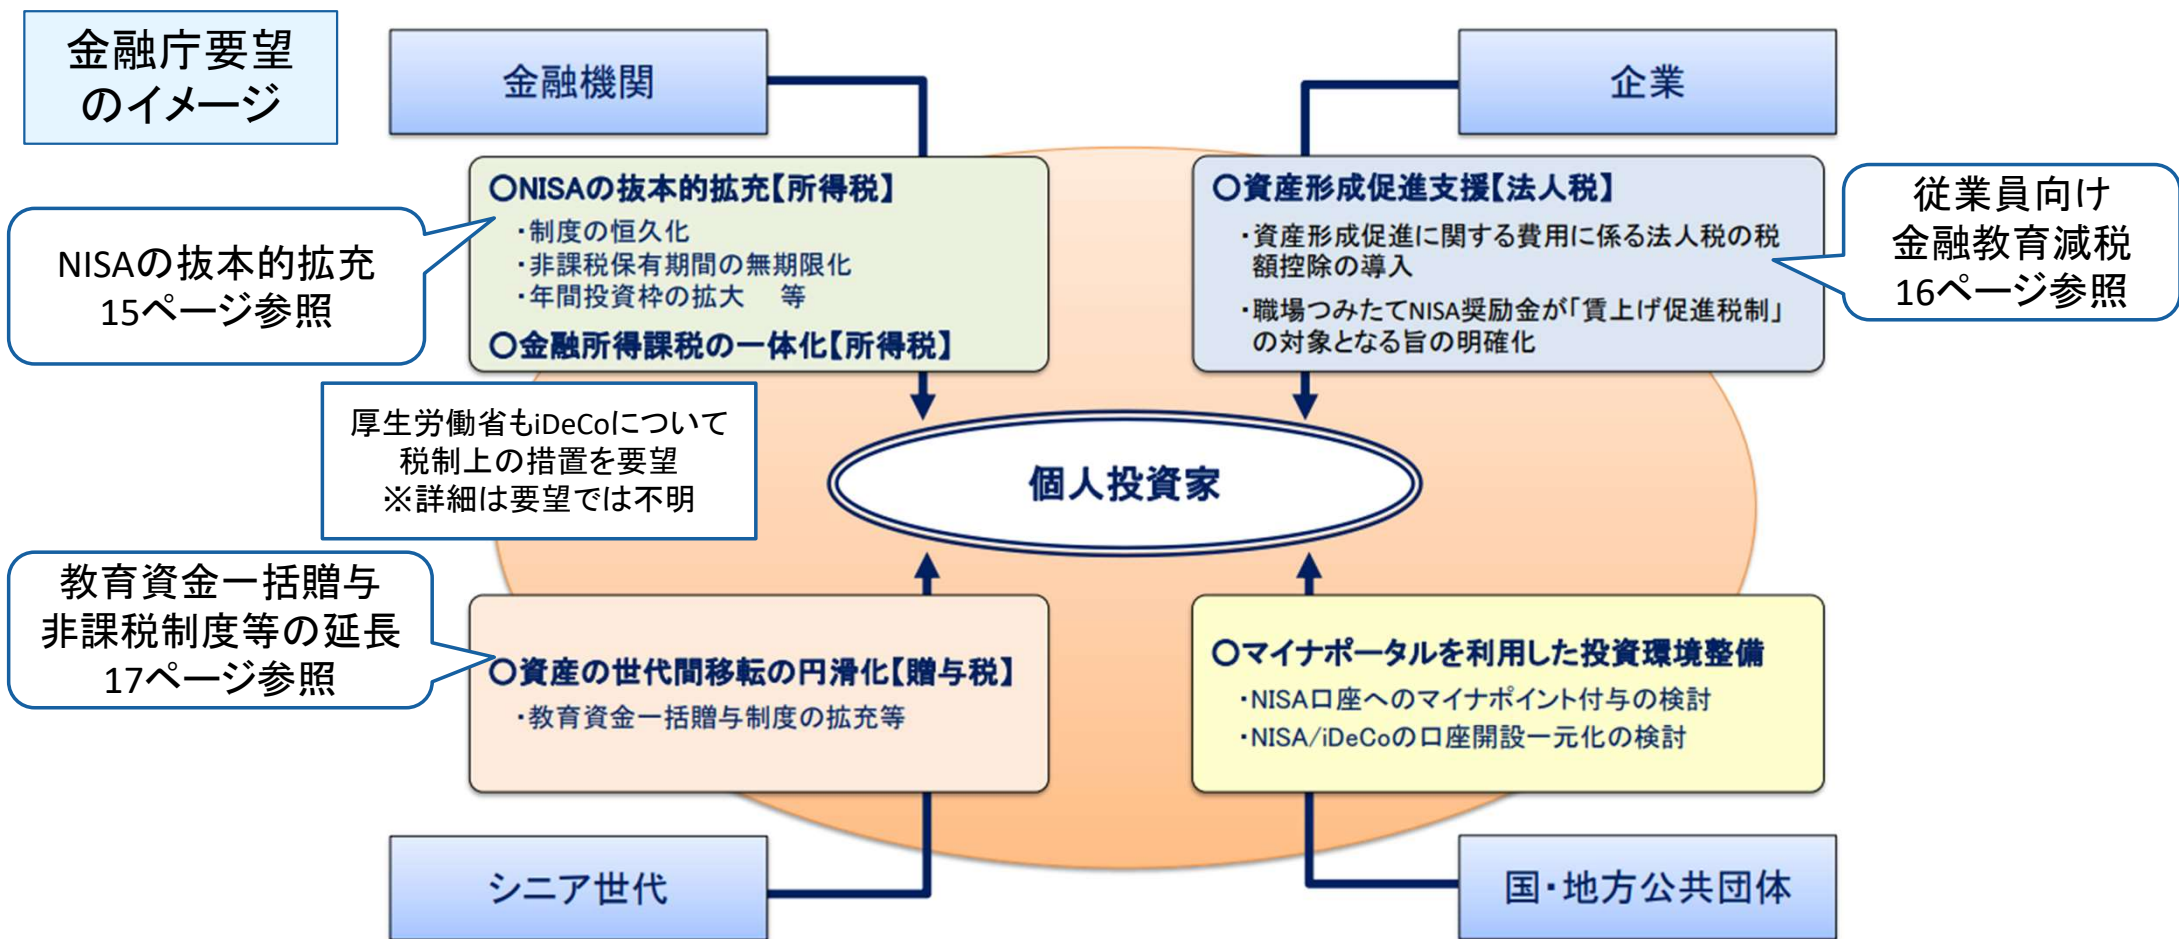 金融庁要望
のイメージ
金融機関
企業
〇NISAの抜本的拡充【所得税】
・制度の恒久化
・非課税保有期間の無期限化
・年間投資枠の拡大　等
〇金融所得課税の一体化【所得税】
NISAの抜本的拡充
15ページ参照
〇資産形成促進支援【法人税】
・資産形成促進に関する費用に係る法人税の税
額控除の導入
・職場つみたてNISA奨励金が「賃上げ促進税制」
の対象となる旨の明確化
従業員向け
金融教育減税
16ページ参照
厚生労働省もiDeCoについて
税制上の措置を要望
※詳細は要望では不明
個人投資家
教育資金一括贈与
非課税制度等の延長
17ページ参照
〇資産の世代間移転の円滑化【贈与税】
・教育資金一括贈与制度の拡充等
〇マイナポータルを利用した投資環境整備
・NISA口座へのマイナポイント付与の検討
・NISA/iDeCoの口座開設一元化の検討
シニア世代
国・地方公共団体